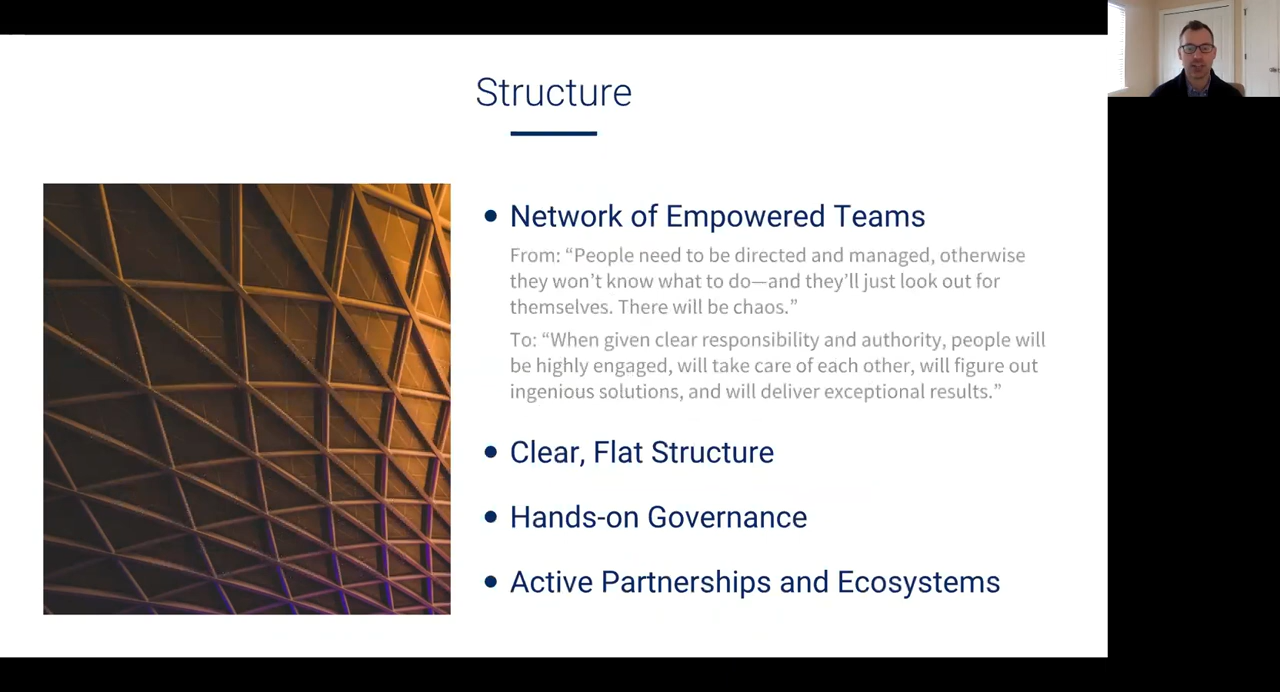 Structure
Network of Empowered Teams
From: “People need to be directed and managed, otherwise
they won’t know what to do—and they’ll just look out for
themselves. There will be chaos.”
To: “When given clear responsibility and authority, people will
be highly engaged, will take care of each other, will figure out
ingenious solutions, and will deliver exceptional results.”
Clear, Flat Structure
Hands-on Governance
Active Partnerships and Ecosystems